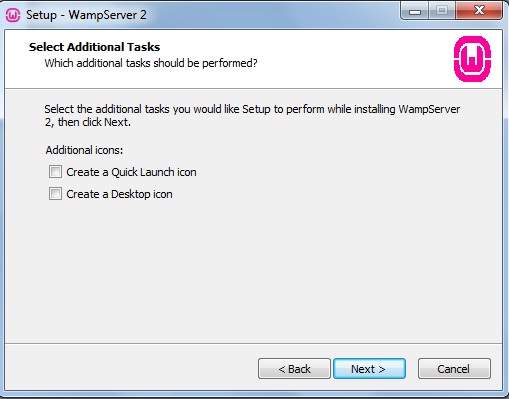 Setup - WampServer 2
Select Additional Tasks
Which additional tasks should be performed?
Select the additional tasks you would like Setup to perform while installing WampServer
2, then click Next.
Additional icons:
Create a Quick Launch icon
Create a Desktop icon
< Back
Next >
Cancel